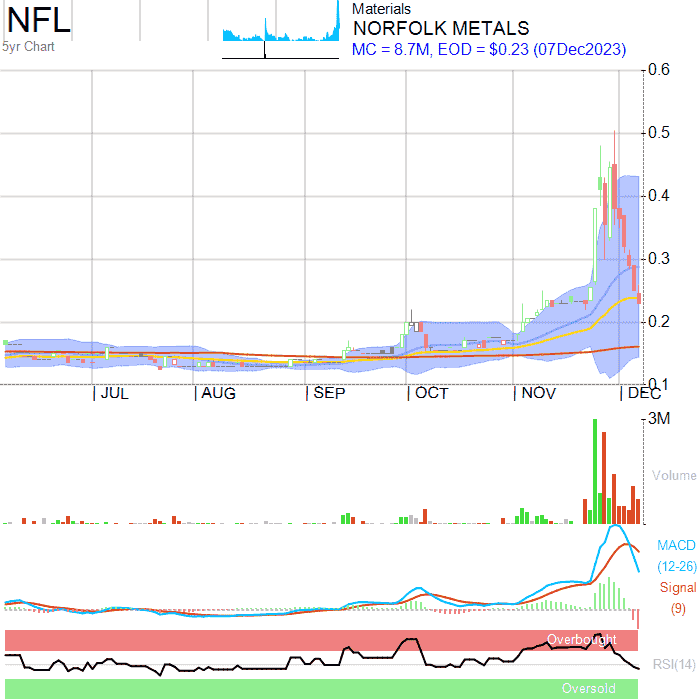 NFL
5yr Chart
Materials
NORFOLK METALS
MC = 8.7M, EOD = $0.23 (07Dec2023)
0.6
0.5
0.4
0.3
0.2
0.1
JUL AUG SEP OCT NOV DEC
3M
Volume
MACD
(12-26)
Signal
(9)
Overbought
RSI(14)
Oversold